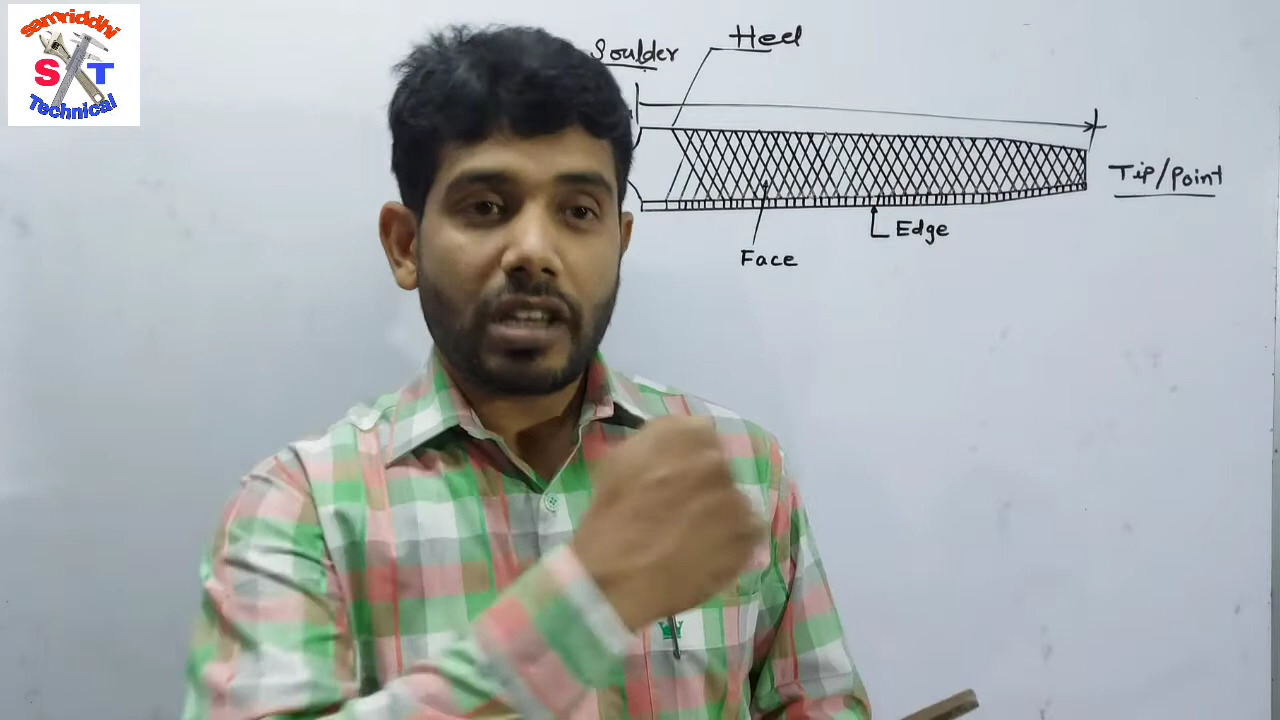 samriddhi
S T
Technical
Soulder
Heel
Tip/Point
Edge
Face